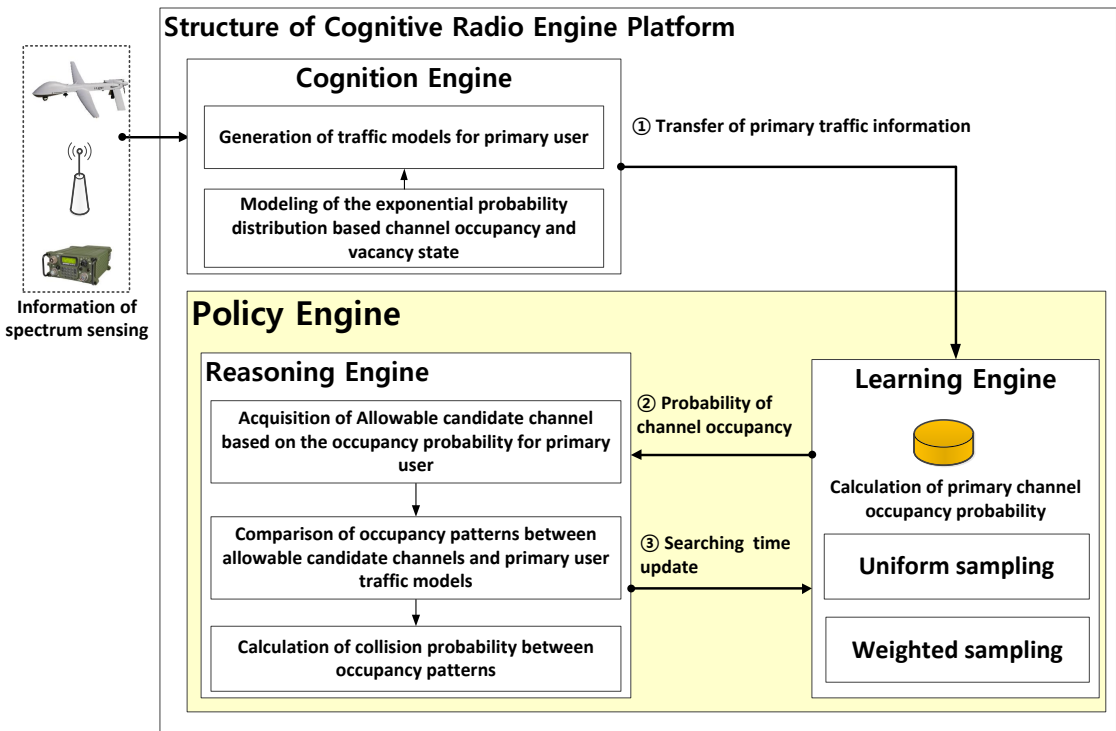 Structure of Cognitive Radio Engine Platform
Information of
spectrum sensing
Cognition Engine
Generation of traffic models for primary user
Modeling of the exponential probability
distribution based channel occupancy and
vacancy state
① Transfer of primary traffic information
Policy Engine
Reasoning Engine
Acquisition of Allowable candidate channel
based on the occupancy probability for primary
user
Comparison of occupancy patterns between
allowable candidate channels and primary user
traffic models
Calculation of collision probability between
occupancy patterns
② Probability of
channel occupancy
③ Searching time
update
Learning Engine
Calculation of primary channel
occupancy probability
Uniform sampling
Weighted sampling